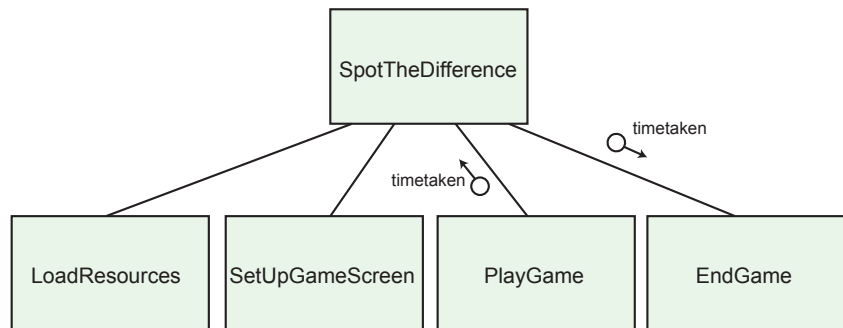 SpotTheDifference
timetaken
timetaken
LoadResources
SetUpGameScreen
PlayGame
EndGame